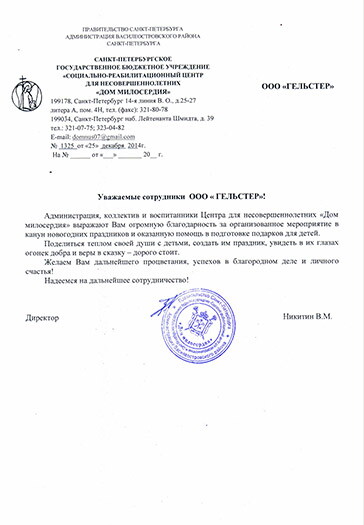 ПРАВИТЕЛЬСТВО САНКТ-ПЕТЕРБУРГА
АДМИНИСТРАЦИЯ ВАСИЛЕОСТРОВСКОГО РАЙОНА
САНКТ-ПЕТЕРБУРГА
САНКТ-ПЕТЕРБУРГСКОЕ
ГОСУДАРСТВЕННОЕ БЮДЖЕТНОЕ УЧРЕЖДЕНИЕ
«СОЦИАЛЬНО-РЕАБИЛИТАЦИОННЫЙ ЦЕНТР
ДЛЯ НЕСОВЕРШЕННОЛЕТНИХ
«ДОМ МИЛОСЕРДИЯ»
199178, Санкт-Петербург 14-я линия В. О., д.25-27
литера А, пом. 4Н, тел. (факс): 321-80-78
199034, Санкт-Петербург наб. Лейтенанта Шмидта, д. 39
тел.: 321-07-75; 323-04-82
E-mail: domnus07@gmail.com
№ 1325 от «25» декабря 2014г.
На № ______ от «___» _______ 20__ г.
ООО «ГЕЛЬСТЕР»
Уважаемые сотрудники ООО « ГЕЛЬСТЕР»!
Администрация, коллектив и воспитанники Центра для несовершеннолетних «Дом
милосердия» выражают Вам огромную благодарность за организованное мероприятие в
канун новогодних праздников и оказанную помощь в подготовке подарков для детей.
Поделиться теплом своей души с детьми, создать им праздник, увидеть в их глазах
огонек добра и веры в сказку – дорого стоит.
Желаем Вам дальнейшего процветания, успехов в благородном деле и личного
счастья!
Надеемся на дальнейшее сотрудничество!
Директор
Никитин В.М.